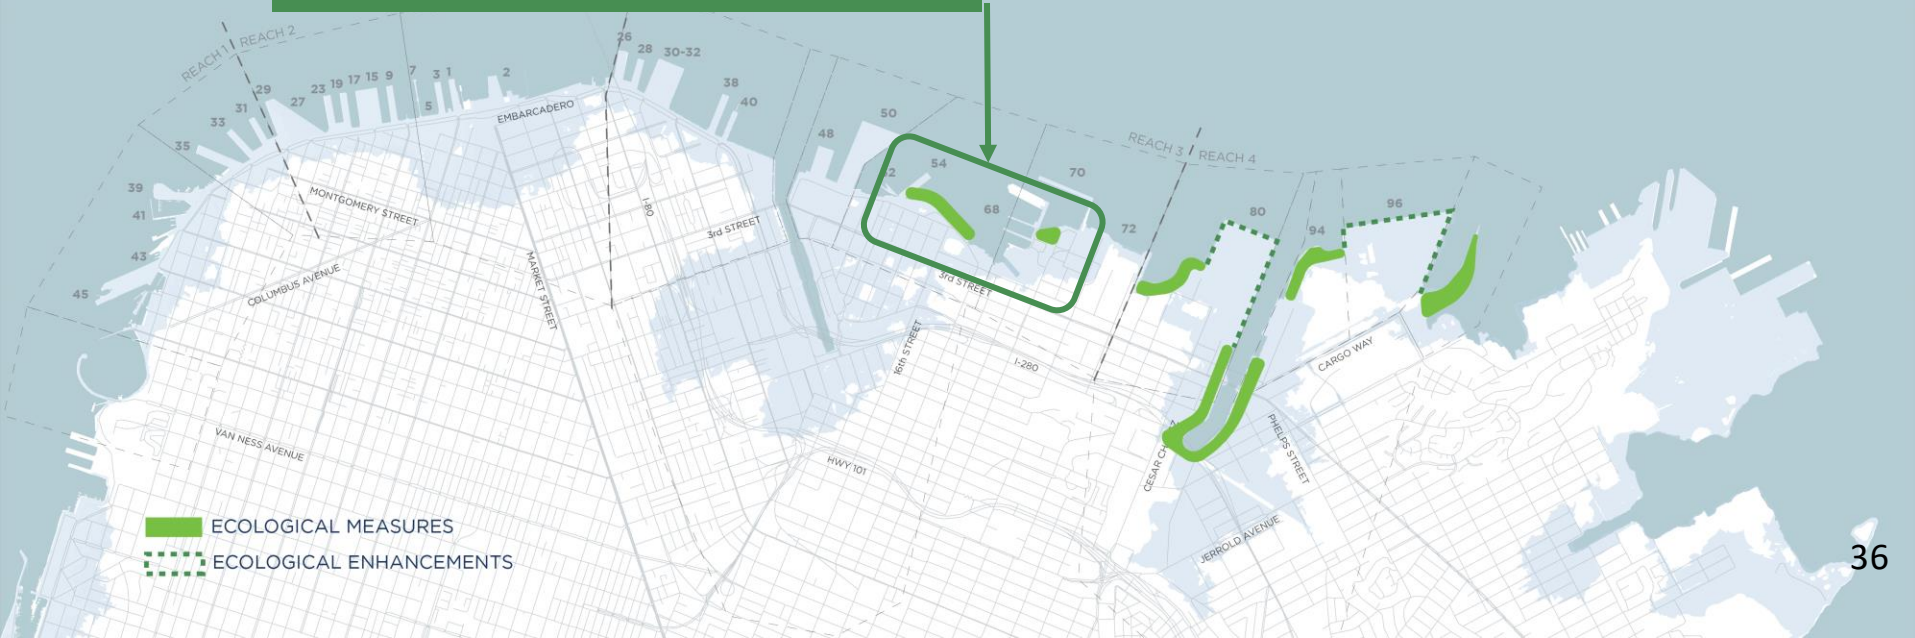 REACH 1
REACH 2
26
28
30-32
29
27
23
19
17
15
9
7
5
3
1
2
31
33
35
39
41
43
45
38
40
48
50
54
68
70
72
80
94
96
REACH 3
REACH 4
EMBARCADERO
MONTGOMERY STREET
COLUMBUS AVENUE
MARKET STREET
I-80
3rd STREET
3rd STREET
16th STREET
I-280
CARGO WAY
VAN NESS AVENUE
HWY 101
CESAR CH
PHELPS STREET
JERROLD AVENUE
ECOLOGICAL MEASURES
ECOLOGICAL ENHANCEMENTS
36